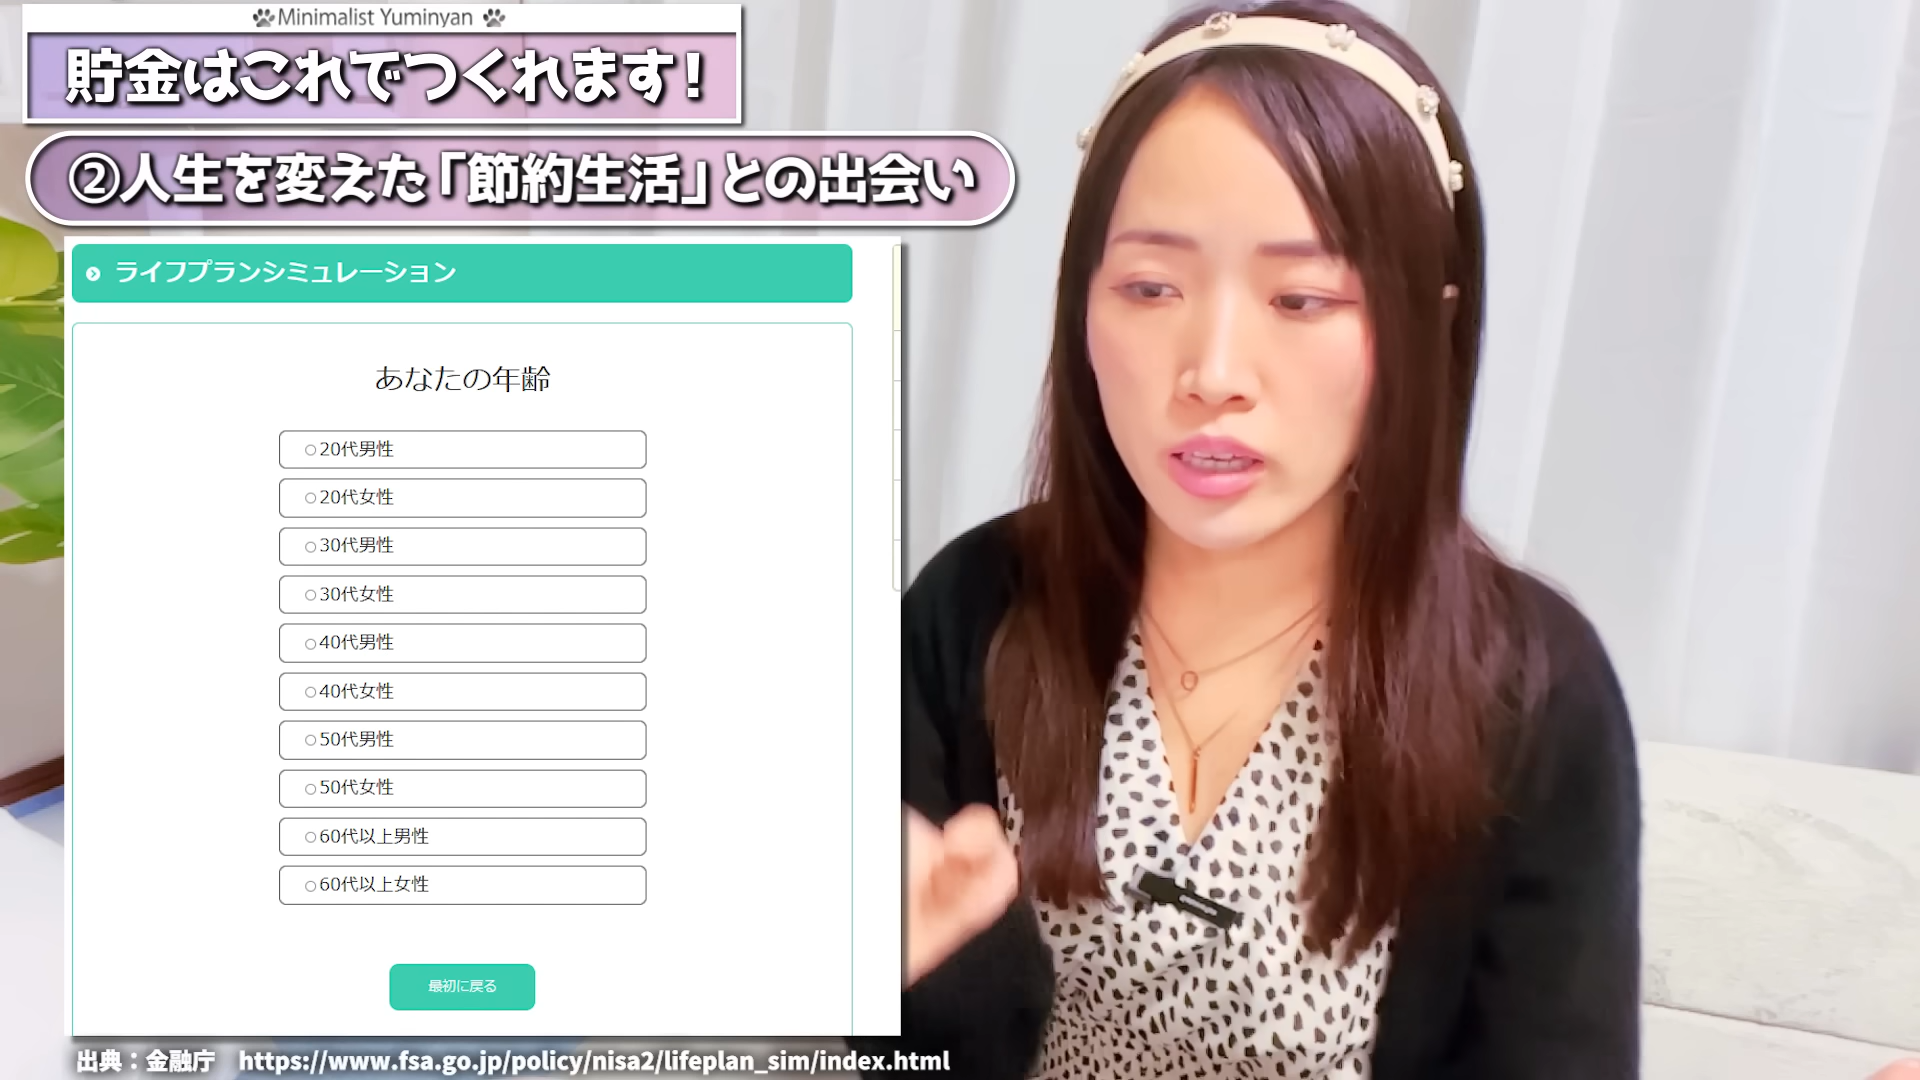 Minimalist Yuminyan
貯金はこれでつくれます!
②人生を変えた「節約生活」との出会い
ライフプランシミュレーション
あなたの年齢
20代男性
20代女性
30代男性
30代女性
40代男性
40代女性
50代男性
50代女性
60代以上男性
60代以上女性
最初に戻る
出典：金融庁 https://www.fsa.go.jp/policy/nisa2/lifeplan_sim/index.html